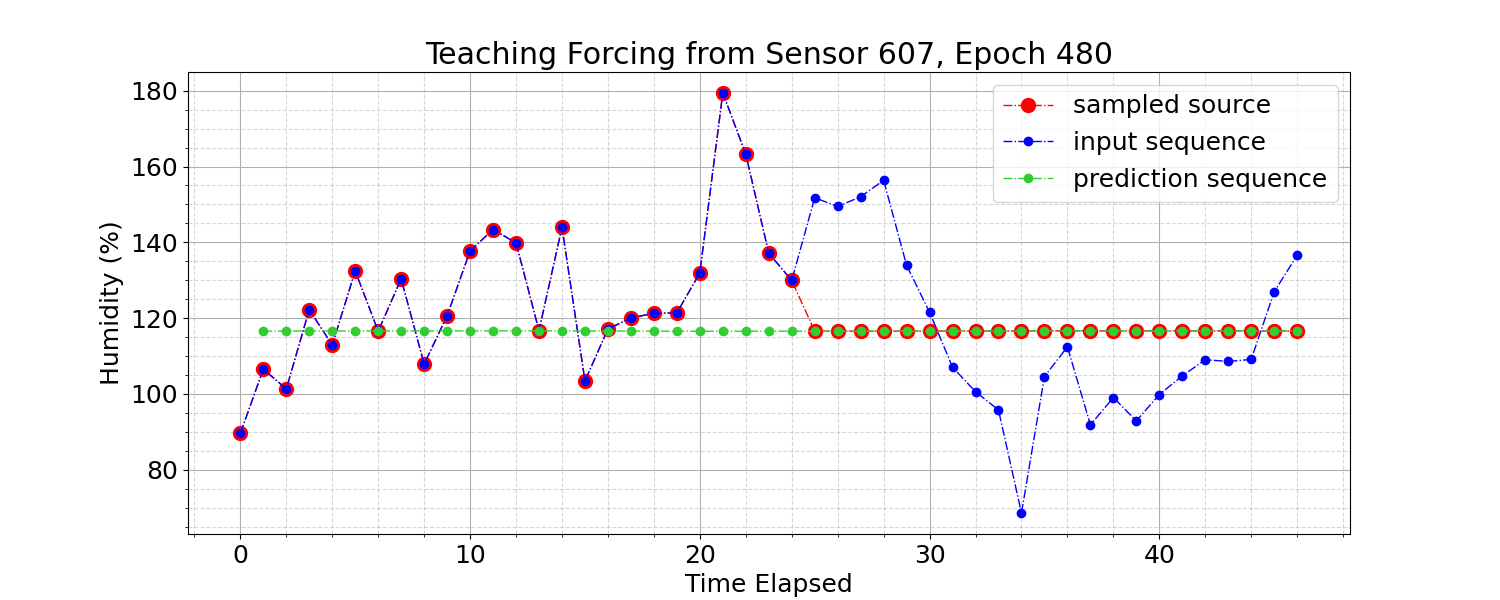 Teaching Forcing from Sensor 607, Epoch 480
180
160
140
120
100
80
Humidity (%)
sampled source
input sequence
prediction sequence
0 10 20 30 40
Time Elapsed